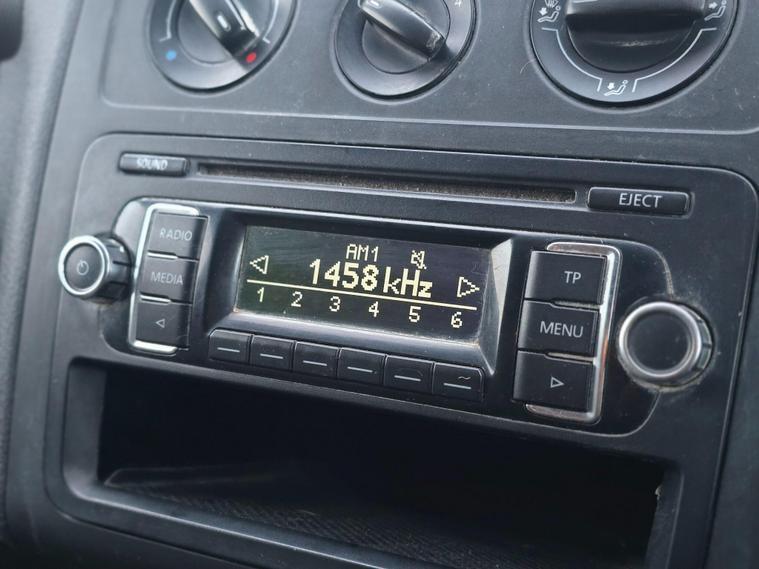 SOUND
EJECT
RADIO
MEDIA
AM1
1458 kHz
1 2 3 4 5 6
TP
MENU